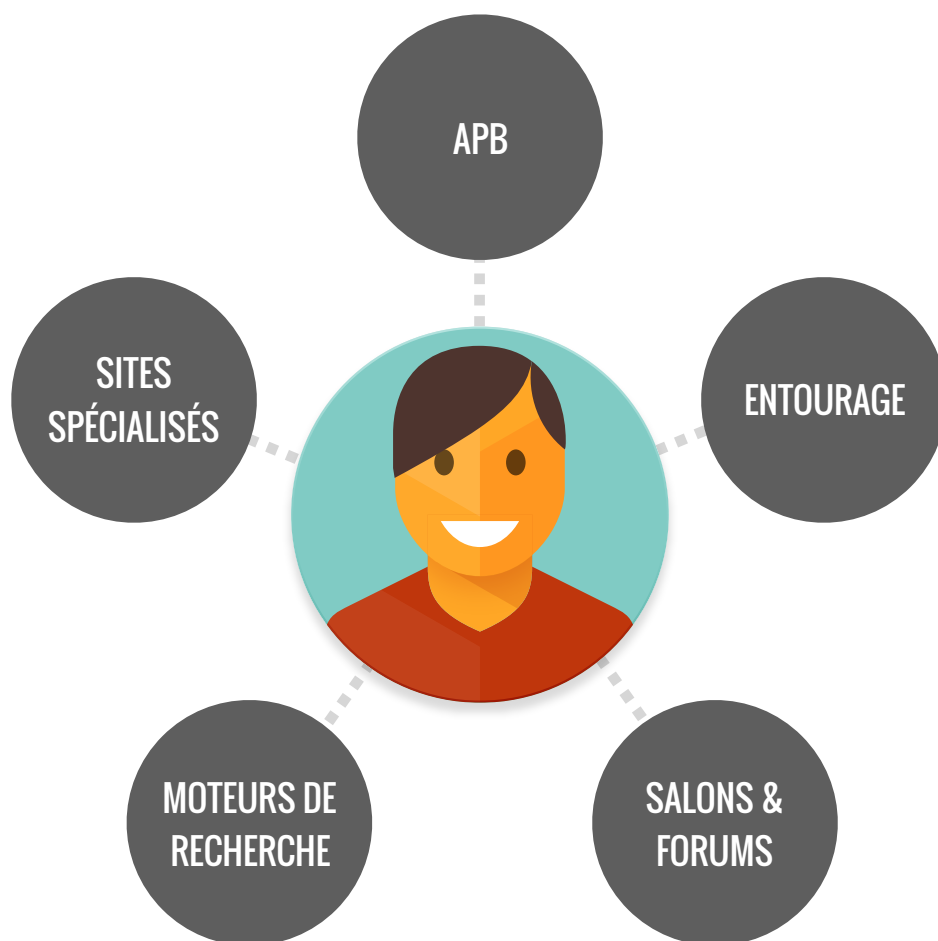 APB
SITES
SPÉCIALISÉS
ENTOURAGE
MOTEURS DE
RECHERCHE
SALONS &
FORUMS